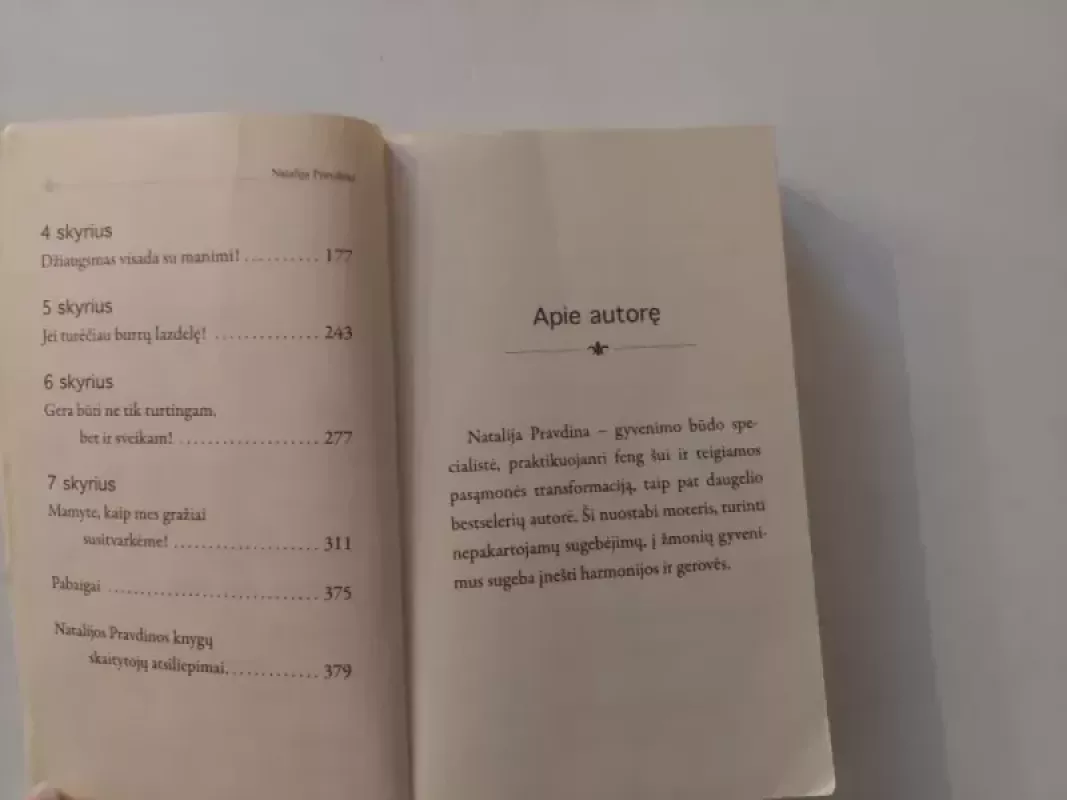 Natalija Pravdina
4 skyrius
Džiaugsmas visada su manimi! .......... 177
5 skyrius
Jei turėčiau burtų lazdelę! .............. 243
6 skyrius
Gera būti ne tik turtingam,
bet ir sveikam! .................. 277
7 skyrius
Mamyte, kaip mes gražiai
susitvarkėme! .................. 311
Pabaigai ........................... 375
Natalijos Pravdinos knygų
skaitytojų atsiliepimai............. 379
Apie autorę
Natalija Pravdina – gyvenimo būdo spe-
cialistė, praktikuojanti feng šui ir teigiamos
pasąmonės transformaciją, taip pat daugelio
bestselerių autorė. Ši nuostabi moteris, turinti
nepakartojamų sugebėjimų, į žmonių gyveni-
mus sugeba įnešti harmonijos ir gerovės.